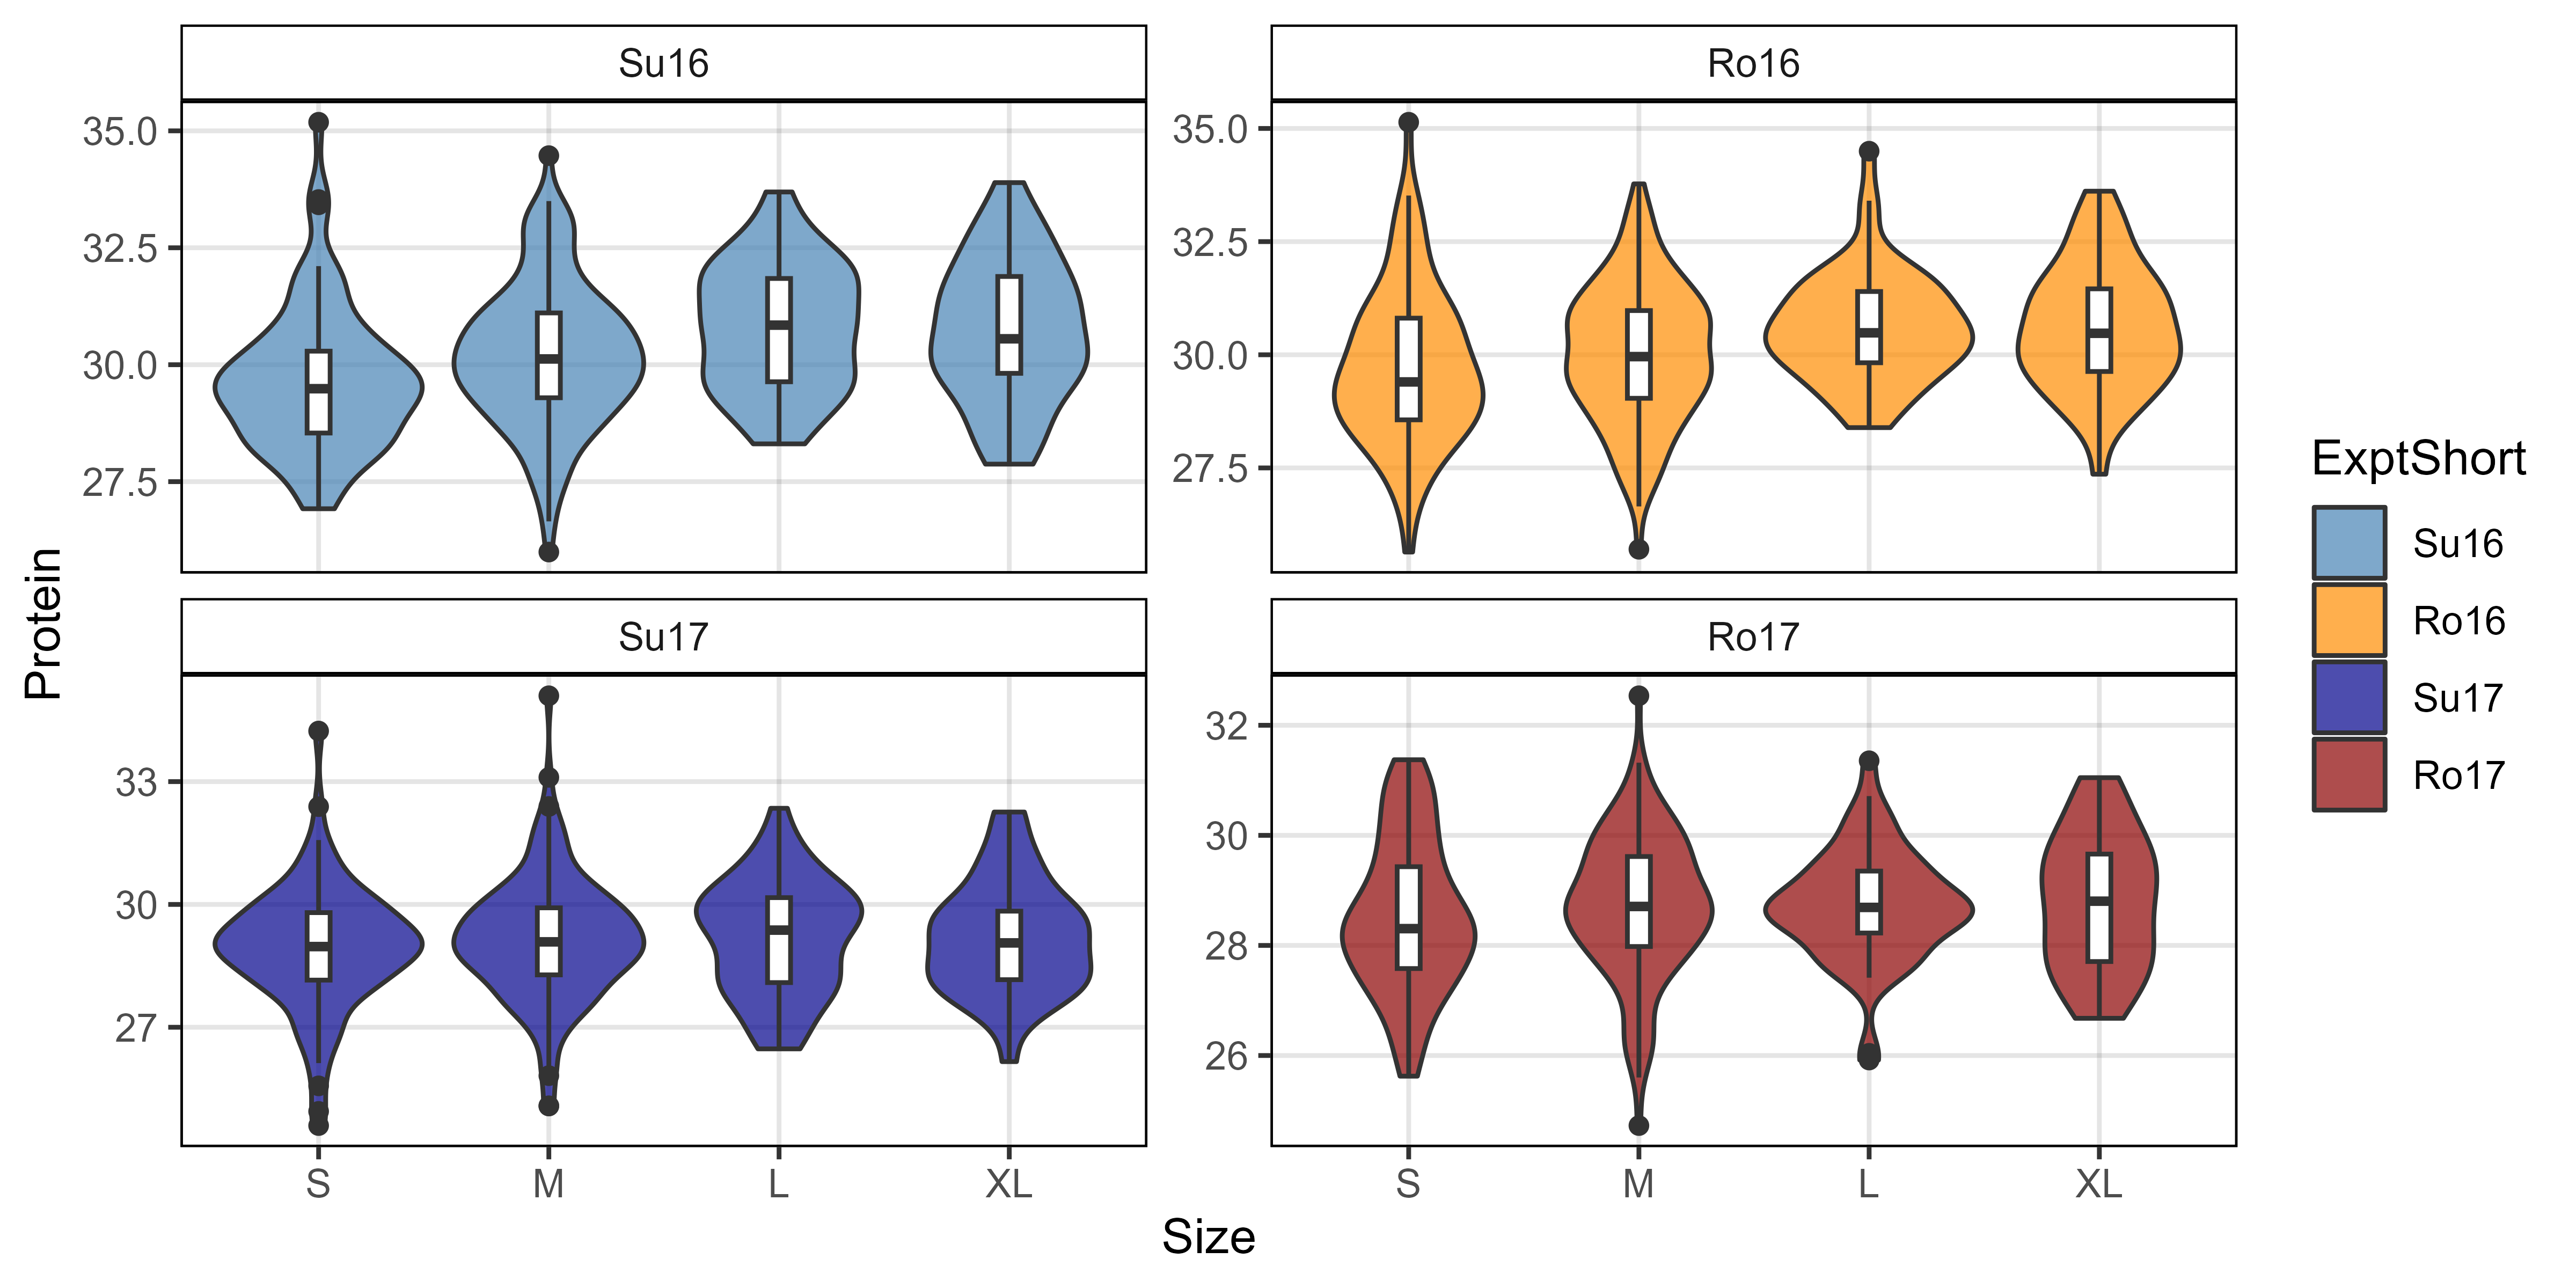 Su16
Ro16
35.0
32.5
30.0
27.5
35.0
32.5
30.0
27.5
Su17
Ro17
33
30
27
32
30
28
26
S M L XL
S M L XL
Protein
Size
ExptShort
Su16
Ro16
Su17
Ro17